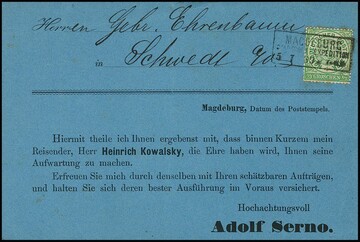 Herren Gebr. Ehrenbaum
in Schwedt a/O
MAGDEBURG
EXPEDITION
Magdeburg, Datum des Poststempels.
Hiermit theile ich Ihnen ergebenst mit, dass binnen Kurzem mein
Reisender, Herr Heinrich Kowalsky, die Ehre haben wird, Ihnen seine
Aufwartung zu machen.
Erfreuen Sie mich durch denselben mit Ihren schätzbaren Aufträgen,
und halten Sie sich deren bester Ausführung im Voraus versichert.
Hochachtungsvoll
Adolf Serno.